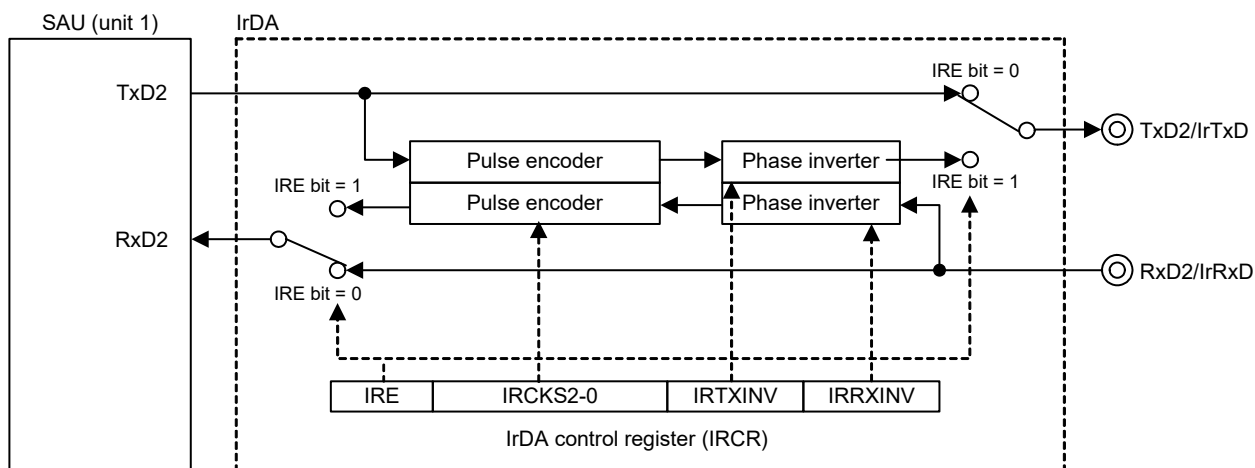 SAU (unit 1)
IrDA
IRE bit = 0
TxD2
TxD2/IrTxD
Pulse encoder
Phase inverter
IRE bit = 1
IRE bit = 1
Pulse encoder
Phase inverter
RxD2
RxD2/IrRxD
IRE bit = 0
IRE
IRCKS2-0
IRTXINV
IRRXINV
IrDA control register (IRCR)